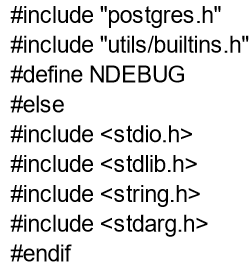 #include "postgres.h"
#include "utils/builtins.h"
#define NDEBUG
#else
#include <stdio.h>
#include <stdlib.h>
#include <string.h>
#include <stdarg.h>
#endif